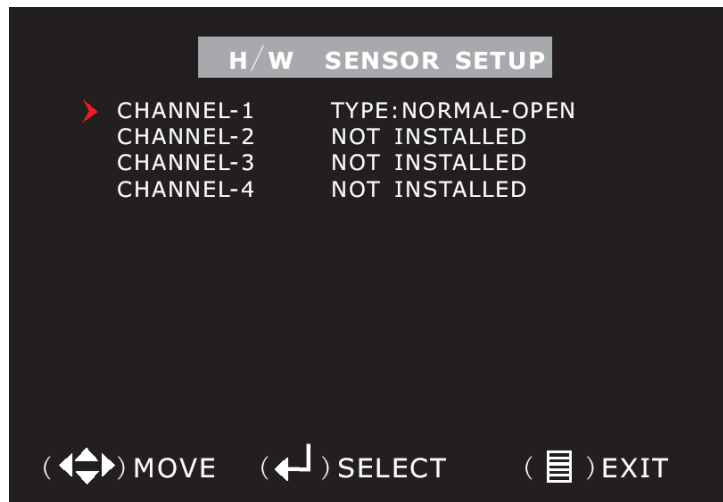 H/W SENSOR SETUP
CHANNEL-1 TYPE:NORMAL-OPEN
CHANNEL-2 NOT INSTALLED
CHANNEL-3 NOT INSTALLED
CHANNEL-4 NOT INSTALLED
( ) MOVE ( ) SELECT ( ) EXIT